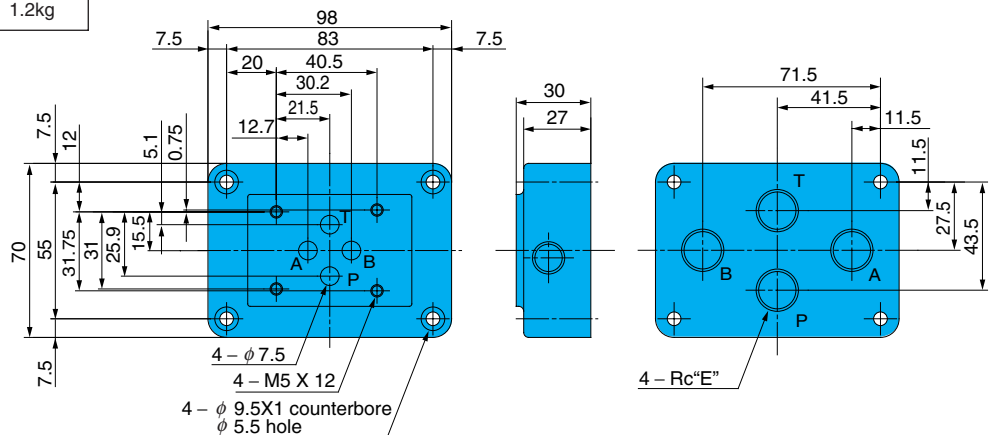 1.2kg
98
7.5 83 7.5
20 40.5
30.2
21.5
12.7
7.5
12
5.1
0.75
70
55
31.75
31
25.9
15.5
T
A B
P
4 – φ 7.5
4 – M5 X 12
4 – φ 9.5X1 counterbore
φ 5.5 hole
30
27
71.5
41.5
11.5
11.5
27.5
43.5
T
B A
P
4 – Rc“E”